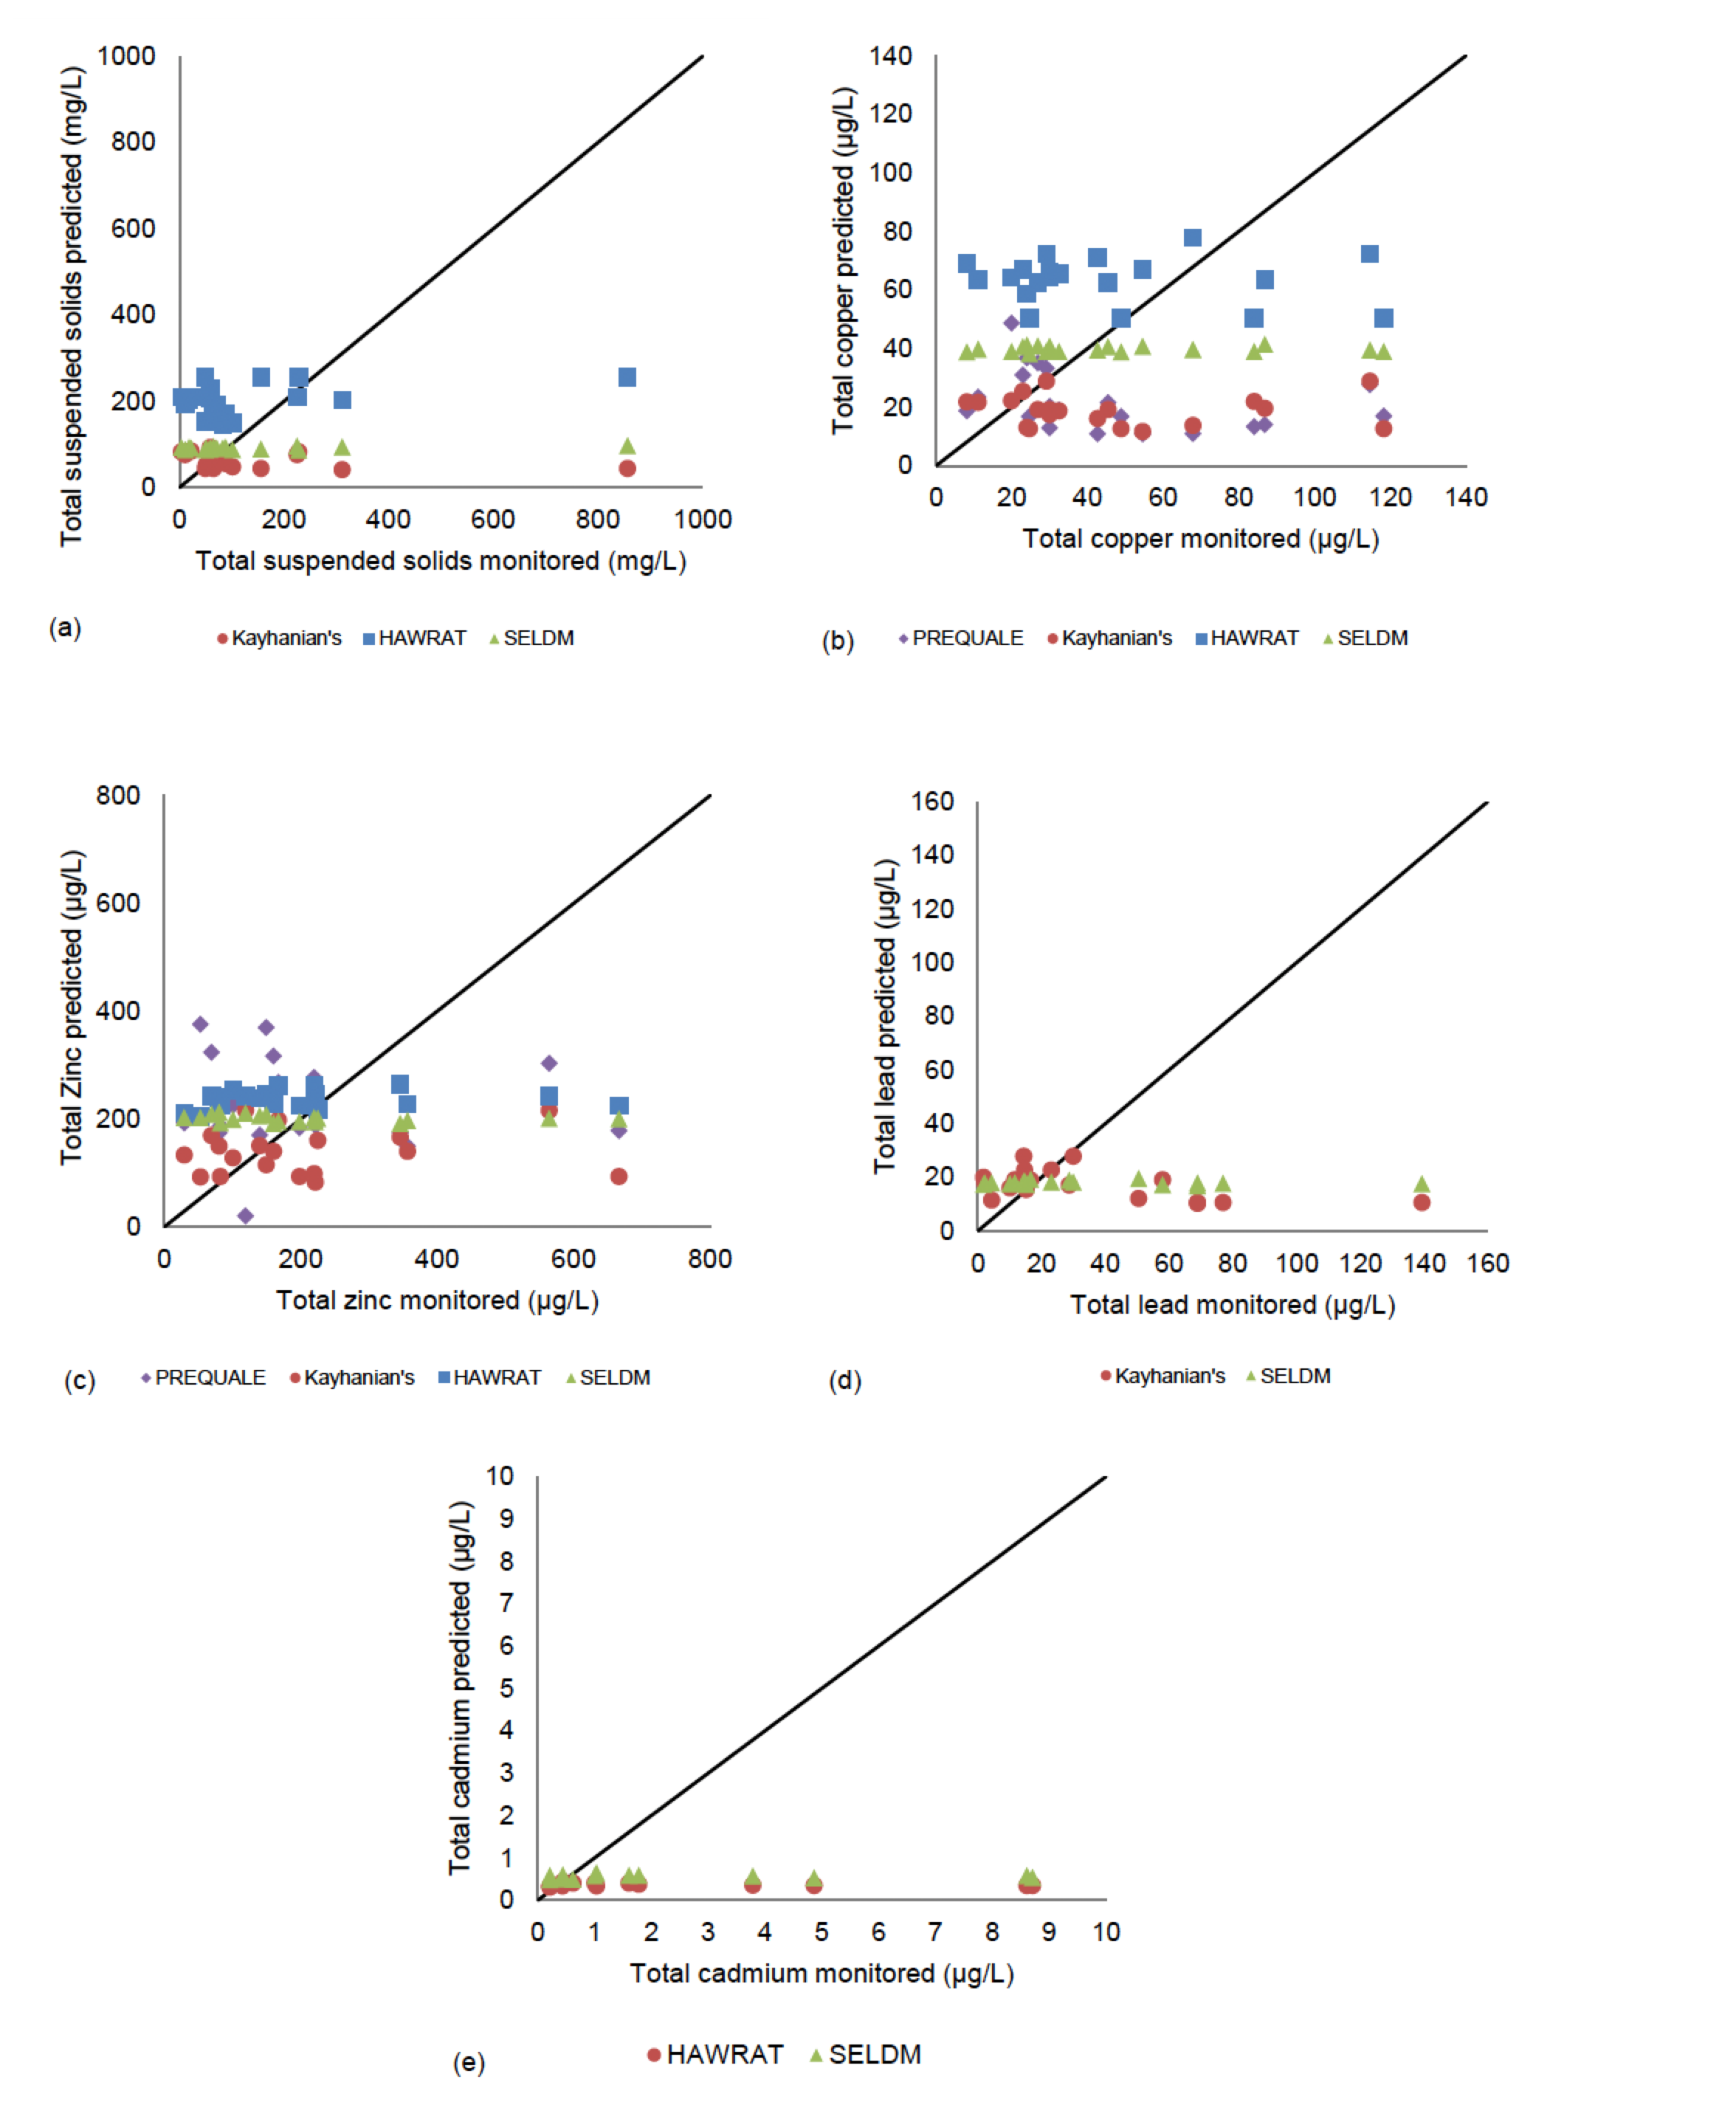 1000
800
600
400
200
0
Total suspended solids predicted (mg/L)
0 200 400 600 800 1000
Total suspended solids monitored (mg/L)
(a)
Kayhanian's HAWRAT SELDM
140
120
100
80
60
40
20
0
Total copper predicted (µg/L)
0 20 40 60 80 100 120 140
Total copper monitored (µg/L)
(b)
PREQUALE Kayhanian's HAWRAT SELDM
800
600
400
200
0
Total Zinc predicted (µg/L)
0 200 400 600 800
Total zinc monitored (µg/L)
(c)
PREQUALE Kayhanian's HAWRAT SELDM
160
140
120
100
80
60
40
20
0
Total lead predicted (µg/L)
0 20 40 60 80 100 120 140 160
Total lead monitored (µg/L)
(d)
Kayhanian's SELDM
10
9
8
7
6
5
4
3
2
1
0
Total cadmium predicted (µg/L)
0 1 2 3 4 5 6 7 8 9 10
Total cadmium monitored (µg/L)
(e)
HAWRAT SELDM